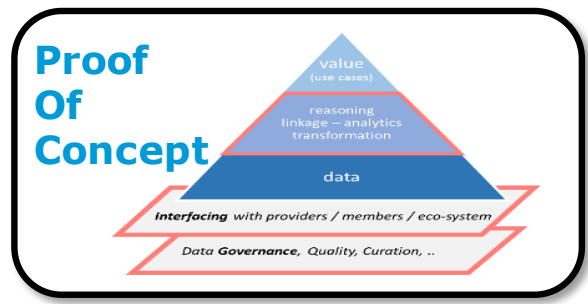 Proof
Of
Concept
value
(use cases)
reasoning
linkage – analytics
transformation
data
Interfacing with providers / members / eco-system
Data Governance, Quality, Curation, ..